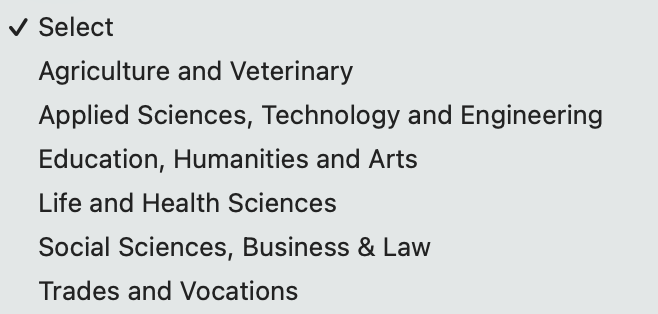 ✓ Select
Agriculture and Veterinary
Applied Sciences, Technology and Engineering
Education, Humanities and Arts
Life and Health Sciences
Social Sciences, Business & Law
Trades and Vocations